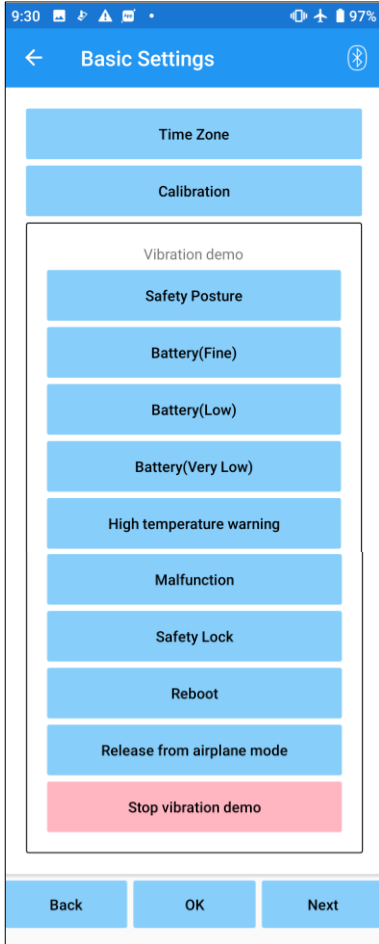 9:30 97%
Basic Settings
Time Zone
Calibration
Vibration demo
Safety Posture
Battery(Fine)
Battery(Low)
Battery(Very Low)
High temperature warning
Malfunction
Safety Lock
Reboot
Release from airplane mode
Stop vibration demo
Back OK Next